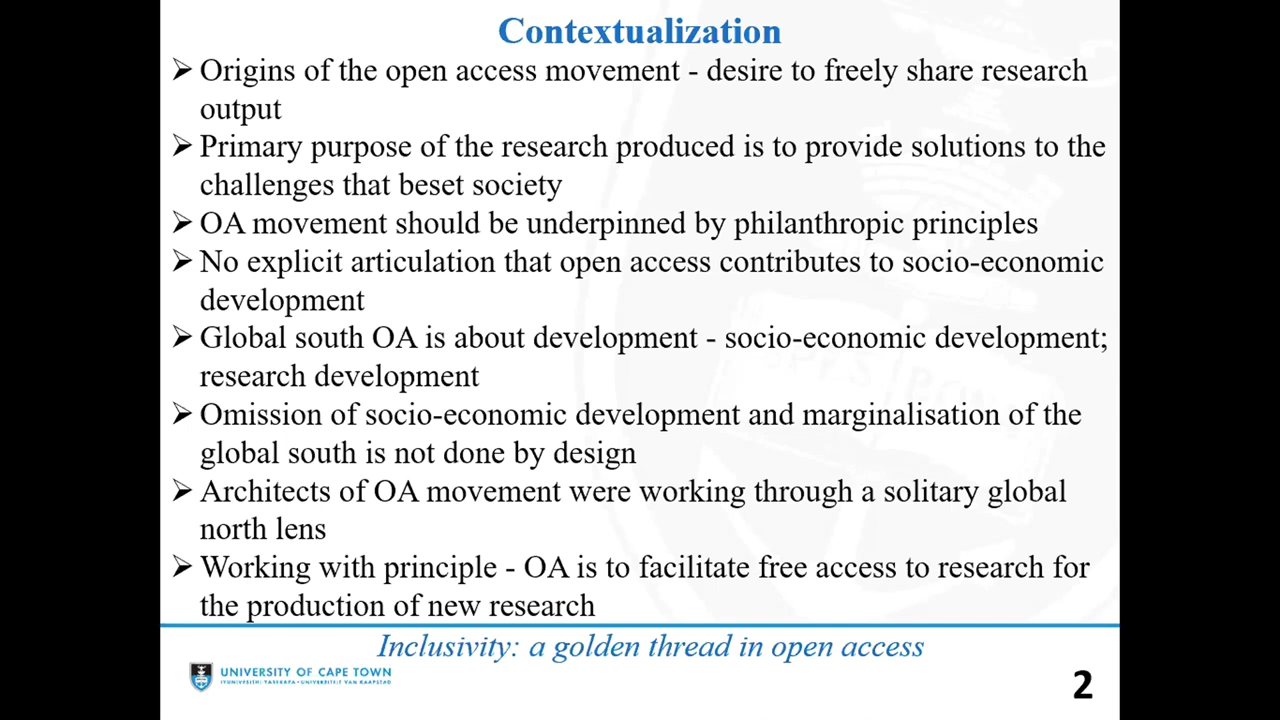 Contextualization
➢ Origins of the open access movement - desire to freely share research
output
➢ Primary purpose of the research produced is to provide solutions to the
challenges that beset society
➢ OA movement should be underpinned by philanthropic principles
➢ No explicit articulation that open access contributes to socio-economic
development
➢ Global south OA is about development - socio-economic development;
research development
➢ Omission of socio-economic development and marginalisation of the
global south is not done by design
➢ Architects of OA movement were working through a solitary global
north lens
➢ Working with principle - OA is to facilitate free access to research for
the production of new research
Inclusivity: a golden thread in open access
UNIVERSITY OF CAPE TOWN
IYUNIVESITHI YASEKAPA • UNIVERSITEIT VAN KAAPSTAD
2